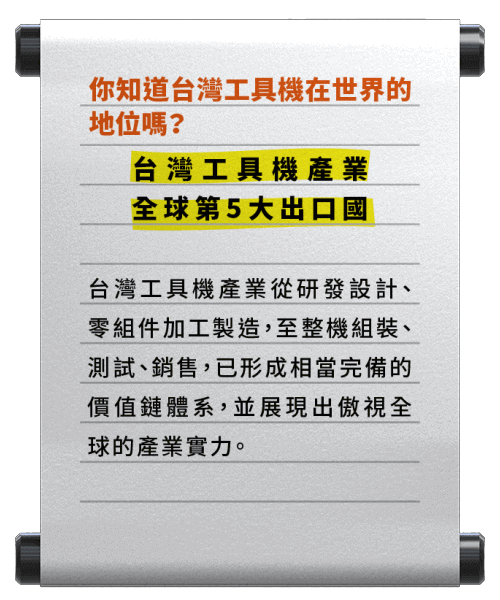 你知道台灣工具機在世界的
地位嗎?
台灣工具機產業
全球第5大出口國
台灣工具機產業從研發設計、
零組件加工製造,至整機組裝、
測試、銷售,已形成相當完備的
價值鏈體系,並展現出傲視全
球的產業實力。